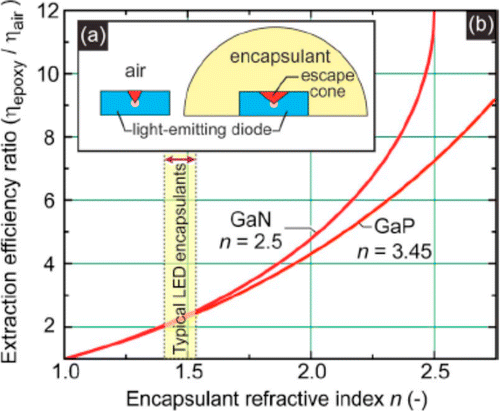 Extraction efficiency ratio (η_epoxy / η_air)
12
10
8
6
4
2
(a)
air
encapsulant
escape
cone
light-emitting diode
(b)
Typical LED encapsulants
GaN
n = 2.5
GaP
n = 3.45
1.0
1.5
2.0
2.5
Encapsulant refractive index n (-)